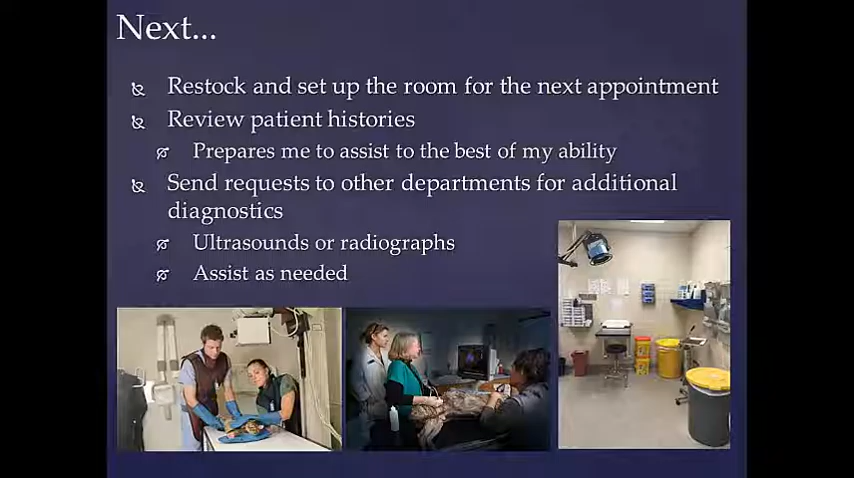 Next...
Restock and set up the room for the next appointment
Review patient histories
Prepares me to assist to the best of my ability
Send requests to other departments for additional
diagnostics
Ultrasounds or radiographs
Assist as needed